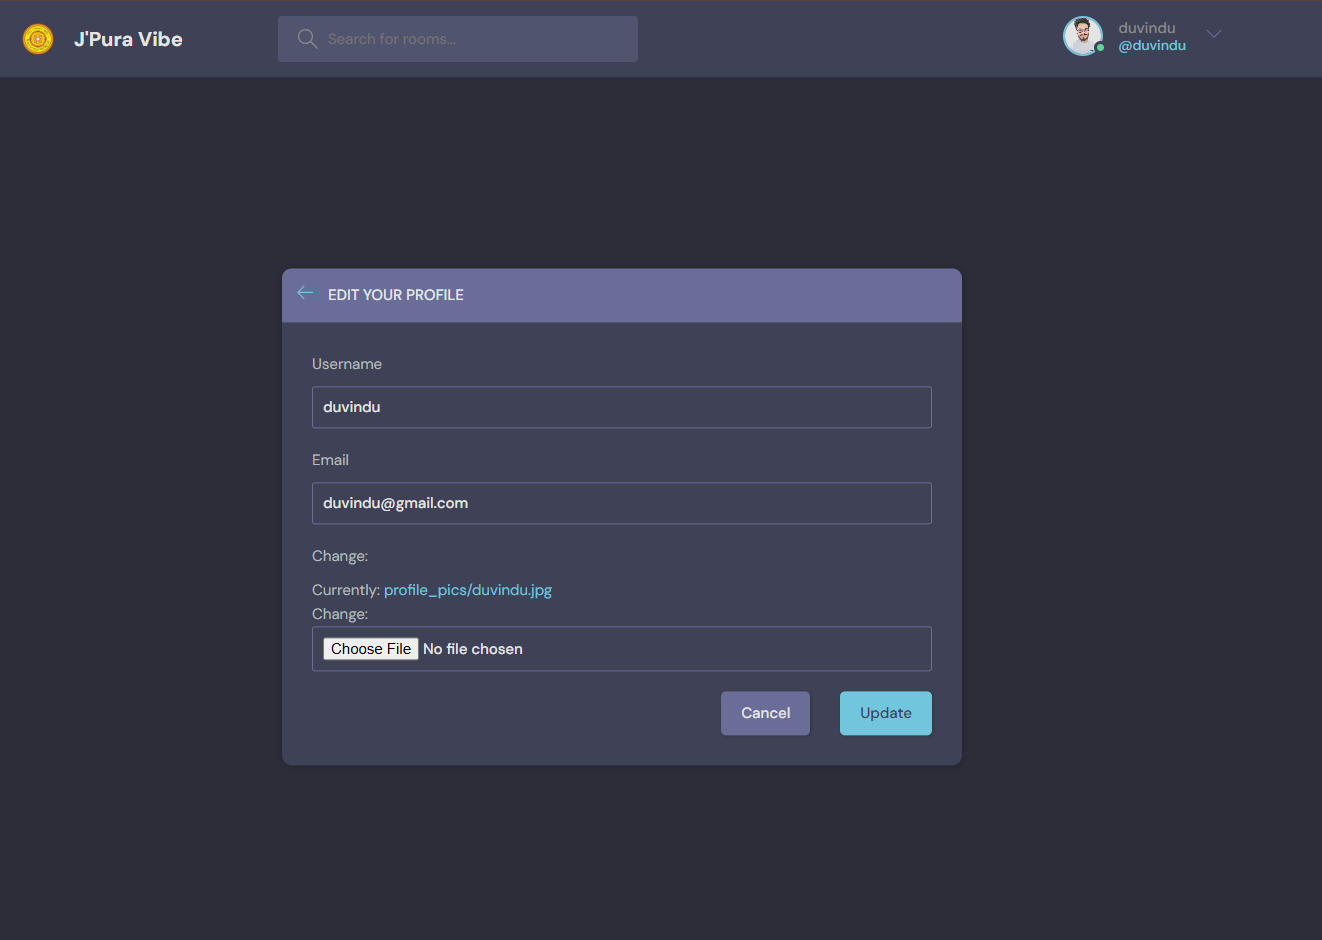 J'Pura Vibe
Search for rooms...
duvindu
@duvindu
EDIT YOUR PROFILE
Username
duvindu
Email
duvindu@gmail.com
Change:
Currently: profile_pics/duvindu.jpg
Change:
Choose File No file chosen
Cancel Update